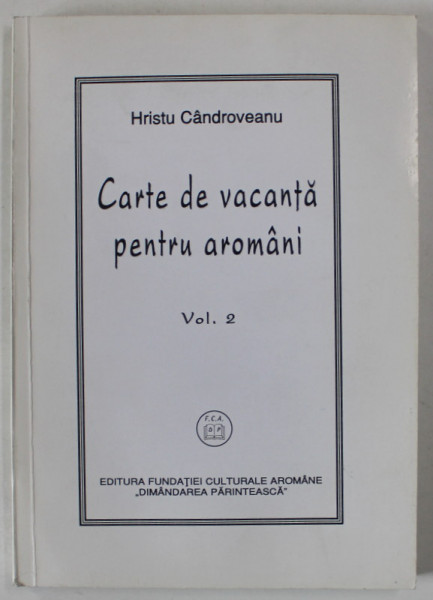 Hristu Cândroveanu
Carte de vacanță
pentru aromâni
Vol. 2
F.C.A.
D P
EDITURA FUNDAȚIEI CULTURALE AROMÂNE
„DIMÂNDAREA PĂRINTEASCĂ"